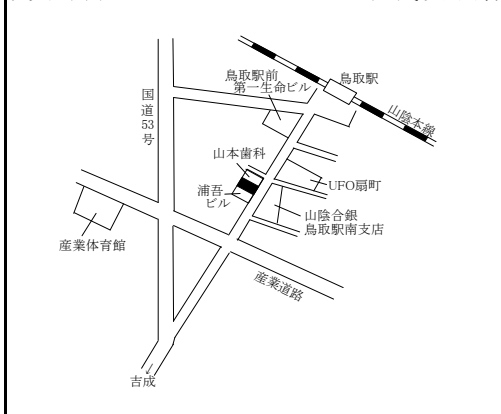 鳥取駅
鳥取駅前
第一生命ビル
山陰本線
国道53号
山本歯科
浦吾
ビル
UFO扇町
山陰合銀
鳥取駅南支店
産業体育館
産業道路
↓
吉成